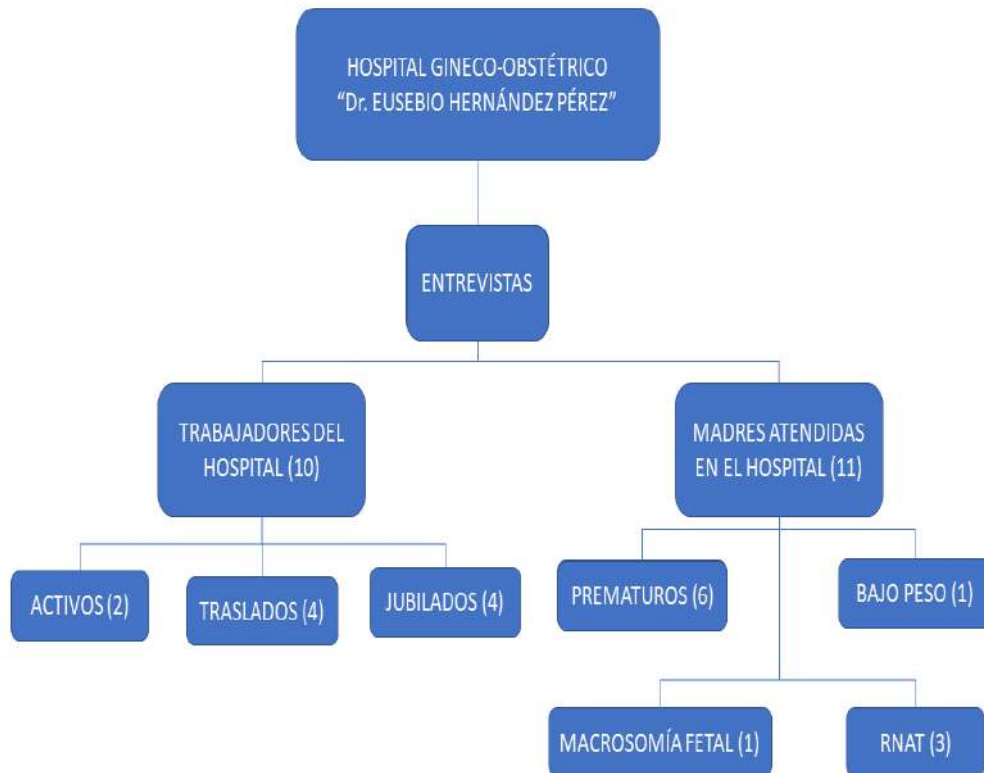 HOSPITAL GINECO-OBSTÉTRICO
“Dr. EUSEBIO HERNÁNDEZ PÉREZ”
ENTREVISTAS
TRABAJADORES DEL
HOSPITAL (10)
MADRES ATENDIDAS
EN EL HOSPITAL (11)
ACTIVOS (2)
TRASLADOS (4)
JUBILADOS (4)
PREMATUROS (6)
BAJO PESO (1)
MACROSOMÍA FETAL (1)
RNAT (3)